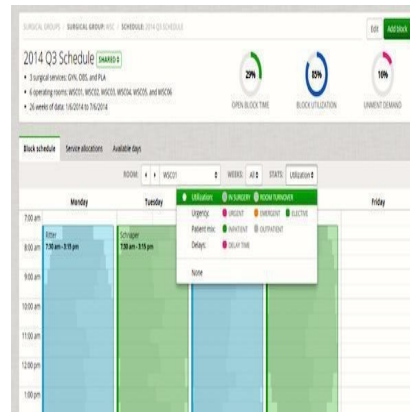 SURGICAL GROUPS › SURGICAL GROUP: WSC › SCHEDULE: 2014 Q3 SCHEDULE
Edit
Add block
2014 Q3 Schedule
SHARED
3 surgical services: GYN, OBS, and PLA
6 operating rooms: WSC01, WSC02, WSC03, WSC04, WSC05, and WSC06
26 weeks of data: 1/6/2014 to 7/6/2014
29%
85%
16%
OPEN BLOCK TIME
BLOCK UTILIZATION
UNMENT DEMAND
Block schedule
Service allocations
Available days
ROOM: WSC01 WEEKS: All STATS: Utilization
Utilization: IN SURGERY ROOM TURNOVER
Urgency: URGENT EMERGENT ELECTIVE
Patient mix: INPATIENT OUTPATIENT
Delays: DELAY TIME
None
Monday
Tuesday
Friday
7:00 am
Ritter
7:30 am - 3:15 pm
Schnaper
7:30 am - 3:15 pm
8:00 am
9:00 am
10:00 am
11:00 am
12:00 pm
1:00 pm